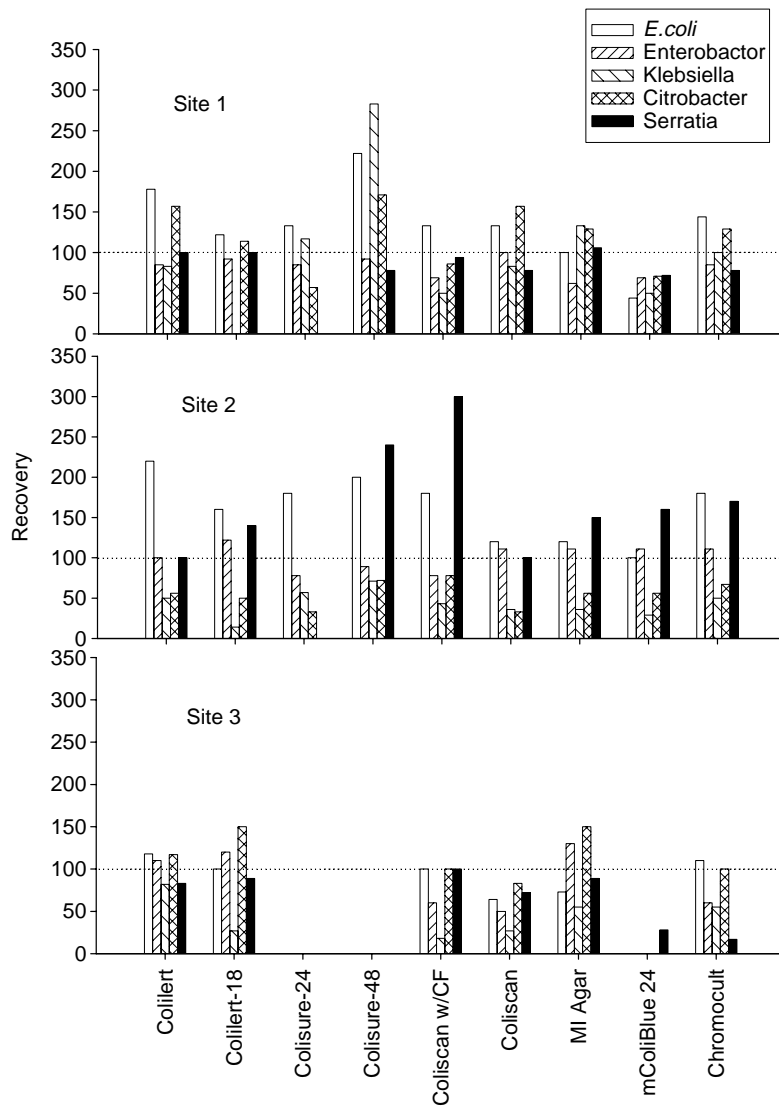 E.coli
Enterobactor
Klebsiella
Citrobacter
Serratia
350
300
250
200
150
100
50
0
Site 1
350
300
250
200
150
100
50
0
Site 2
Recovery
350
300
250
200
150
100
50
0
Site 3
Colilert
Colilert-18
Colisure-24
Colisure-48
Coliscan w/CF
Coliscan
MI Agar
mColiBlue 24
Chromocult